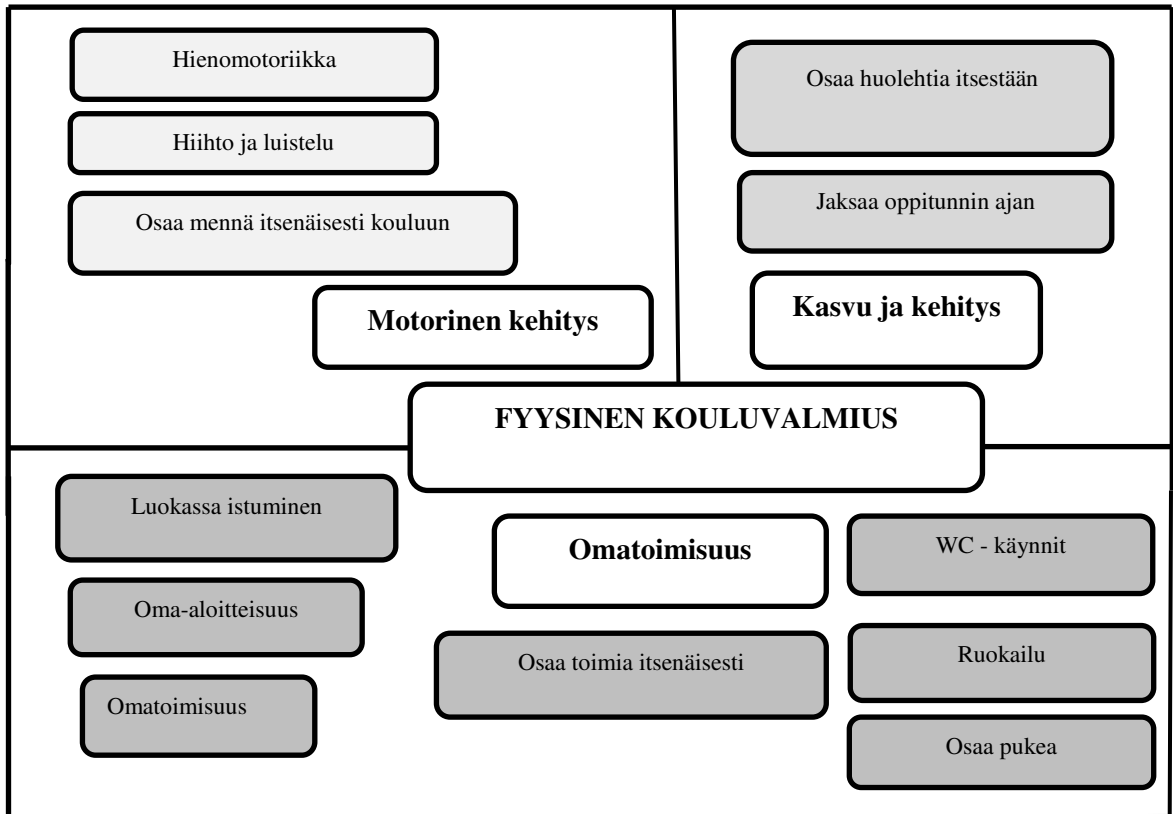 Hienomotoriikka
Hiihto ja luistelu
Osaa mennä itsenäisesti kouluun
Motorinen kehitys
Osaa huolehtia itsestään
Jaksaa oppitunnin ajan
Kasvu ja kehitys
FYYSINEN KOULUVALMIUS
Luokassa istuminen
Oma-aloitteisuus
Omatoimisuus
Omatoimisuus
Osaa toimia itsenäisesti
WC - käynnit
Ruokailu
Osaa pukea